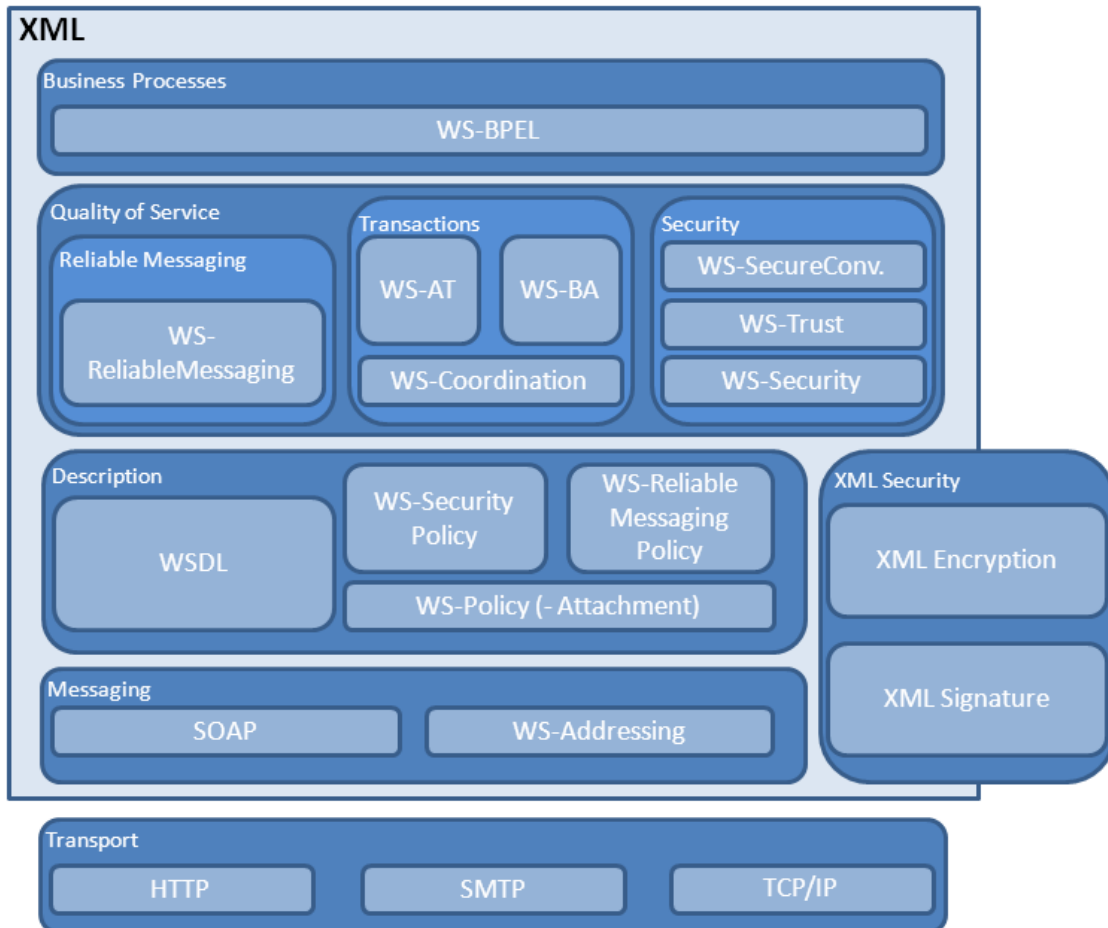 XML
Business Processes
WS-BPEL
Quality of Service
Reliable Messaging
WS-
ReliableMessaging
Transactions
WS-AT
WS-BA
WS-Coordination
Security
WS-SecureConv.
WS-Trust
WS-Security
Description
WSDL
WS-Security
Policy
WS-Reliable
Messaging
Policy
WS-Policy (- Attachment)
XML Security
XML Encryption
XML Signature
Messaging
SOAP
WS-Addressing
Transport
HTTP
SMTP
TCP/IP